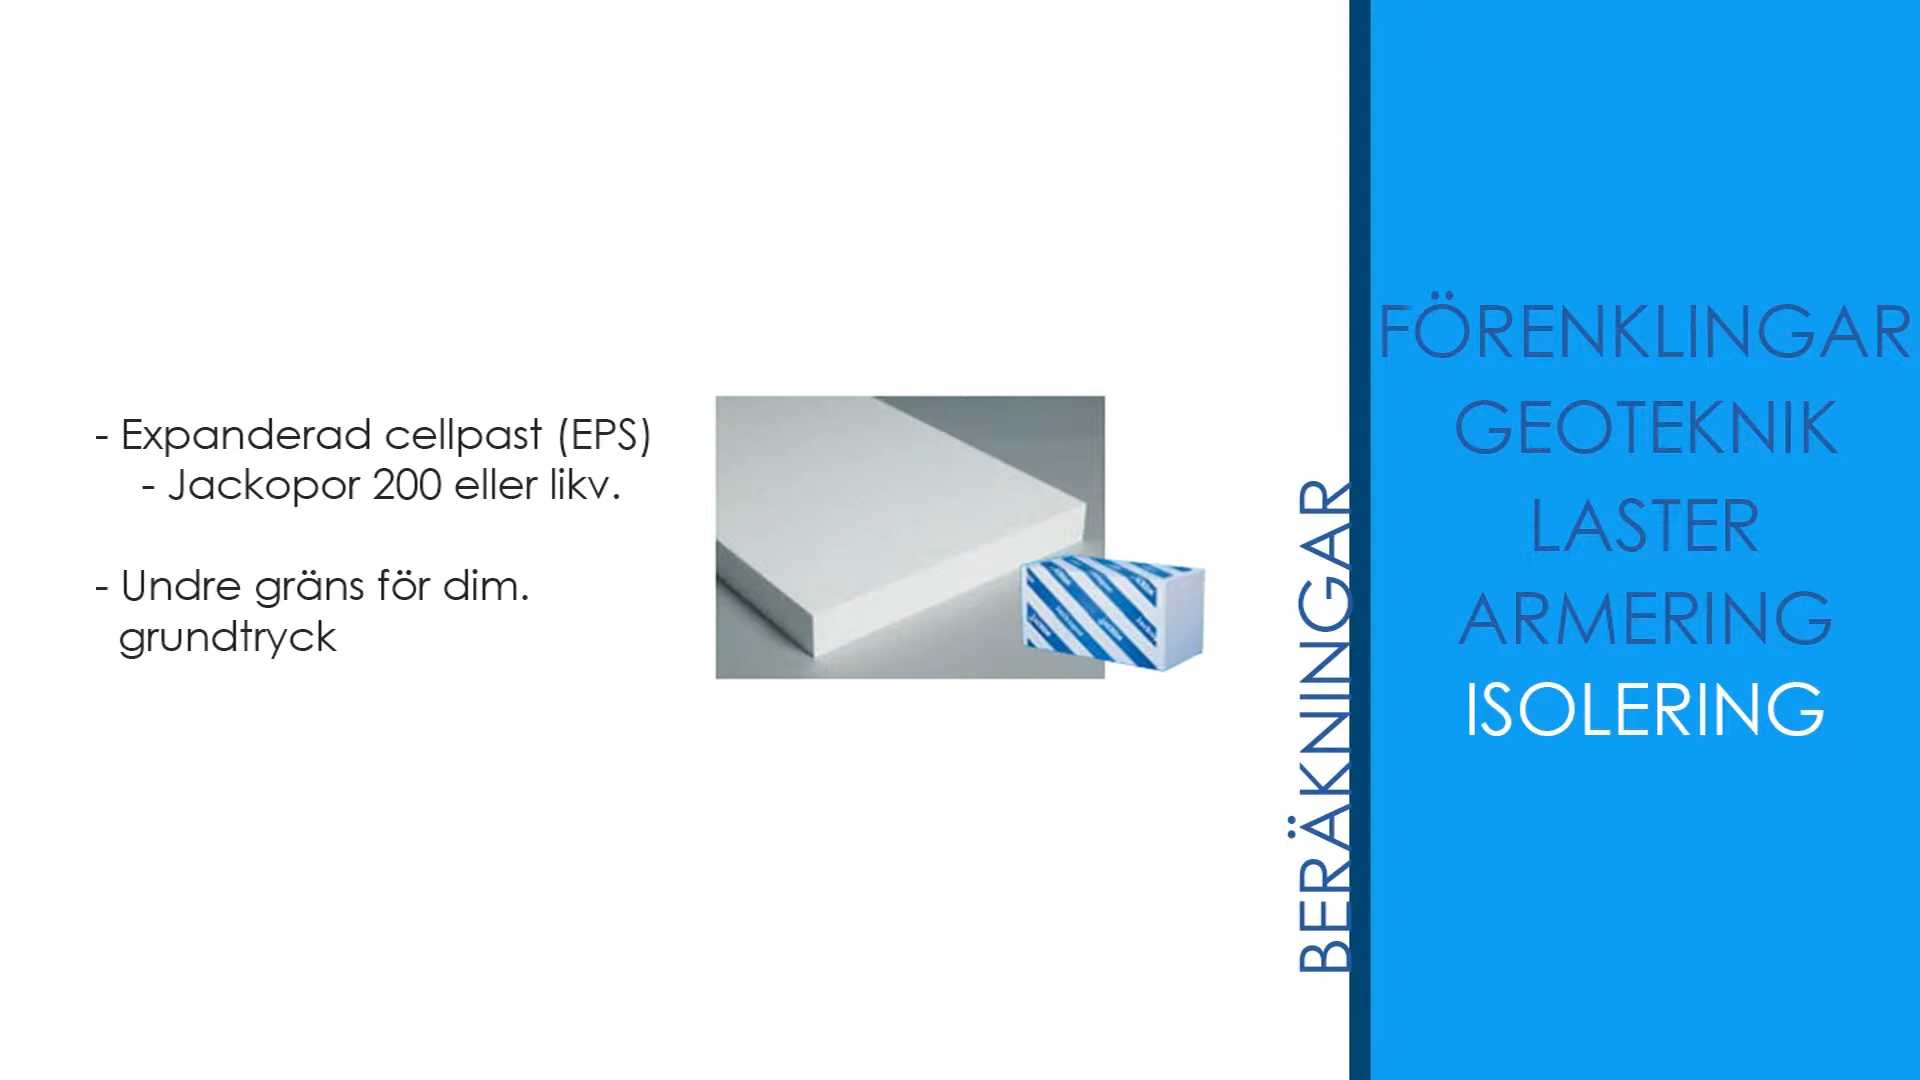 - Expanderad cellpast (EPS)
- Jackopor 200 eller likv.
- Undre gräns för dim.
grundtryck
BERÄKNINGAR
FÖRENKLINGAR
GEOTEKNIK
LASTER
ARMERING
ISOLERING